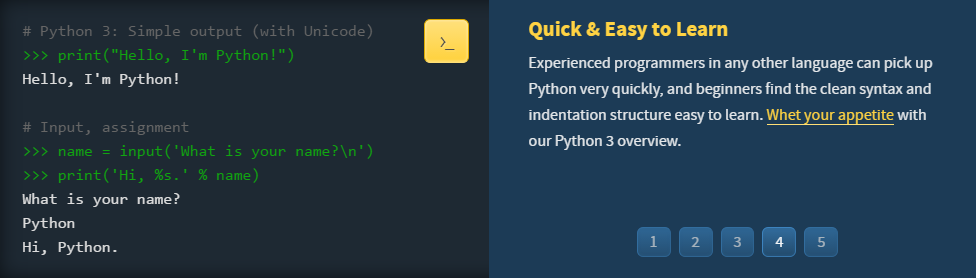 # Python 3: Simple output (with Unicode)
>>> print("Hello, I'm Python!")
Hello, I'm Python!
# Input, assignment
>>> name = input('What is your name?\n')
>>> print('Hi, %s.' % name)
What is your name?
Python
Hi, Python.
>_
Quick & Easy to Learn
Experienced programmers in any other language can pick up
Python very quickly, and beginners find the clean syntax and
indentation structure easy to learn. Whet your appetite with
our Python 3 overview.
1 2 3 4 5